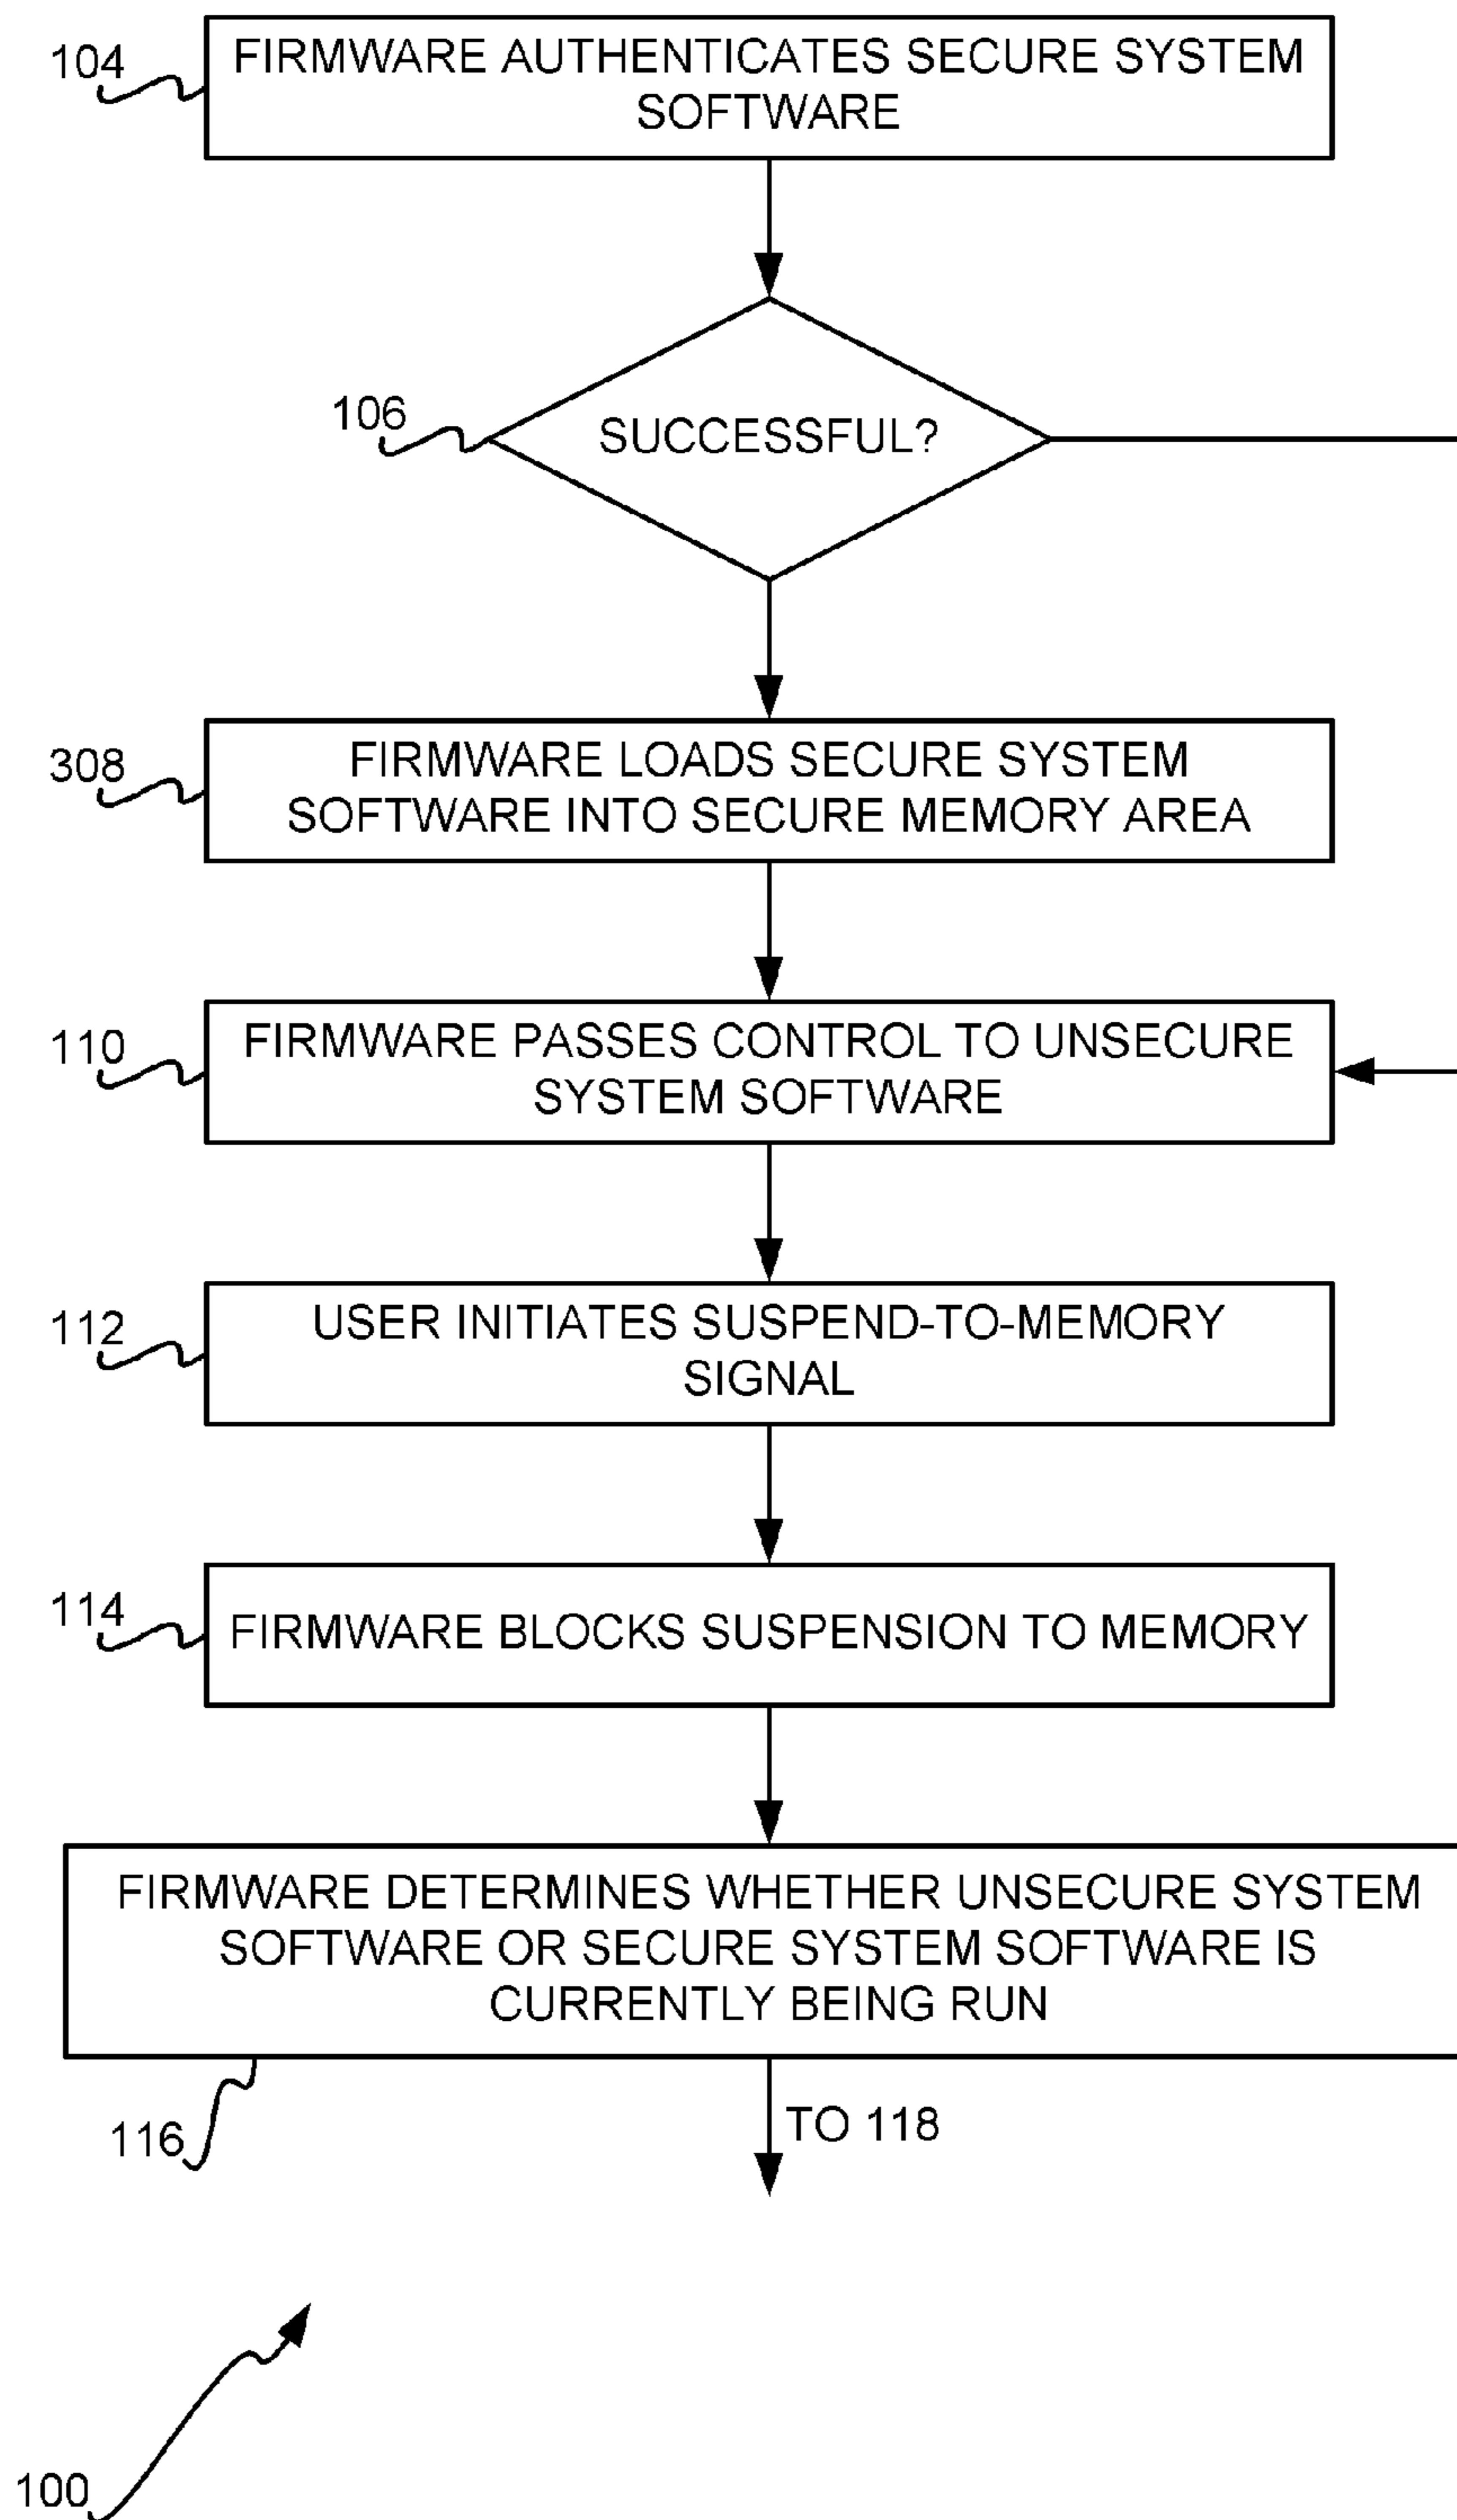 104
FIRMWARE AUTHENTICATES SECURE SYSTEM
SOFTWARE
106
SUCCESSFUL?
308
FIRMWARE LOADS SECURE SYSTEM
SOFTWARE INTO SECURE MEMORY AREA
110
FIRMWARE PASSES CONTROL TO UNSECURE
SYSTEM SOFTWARE
112
USER INITIATES SUSPEND-TO-MEMORY
SIGNAL
114
FIRMWARE BLOCKS SUSPENSION TO MEMORY
FIRMWARE DETERMINES WHETHER UNSECURE SYSTEM
SOFTWARE OR SECURE SYSTEM SOFTWARE IS
CURRENTLY BEING RUN
116
TO 118
100